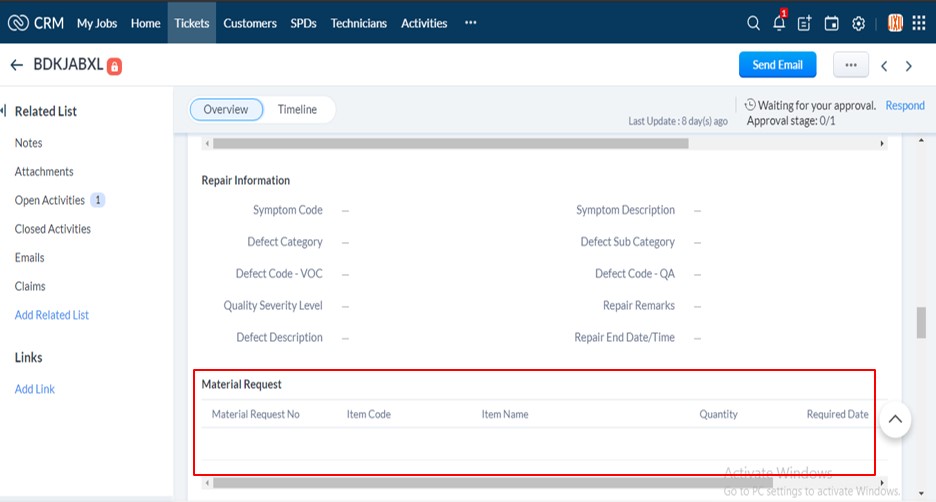 CRM My Jobs Home Tickets Customers SPDs Technicians Activities ••• 1
BDKJABXL Send Email •••
Related List
Notes
Attachments
Open Activities 1
Closed Activities
Emails
Claims
Add Related List
Links
Add Link
Overview Timeline
Last Update : 8 day(s) ago
Waiting for your approval. Respond
Approval stage: 0/1
Repair Information
Symptom Code — Symptom Description —
Defect Category — Defect Sub Category —
Defect Code - VOC — Defect Code - QA —
Quality Severity Level — Repair Remarks —
Defect Description — Repair End Date/Time —
Material Request
Material Request No Item Code Item Name Quantity Required Date
Activate Windows
Go to PC settings to activate Windows.